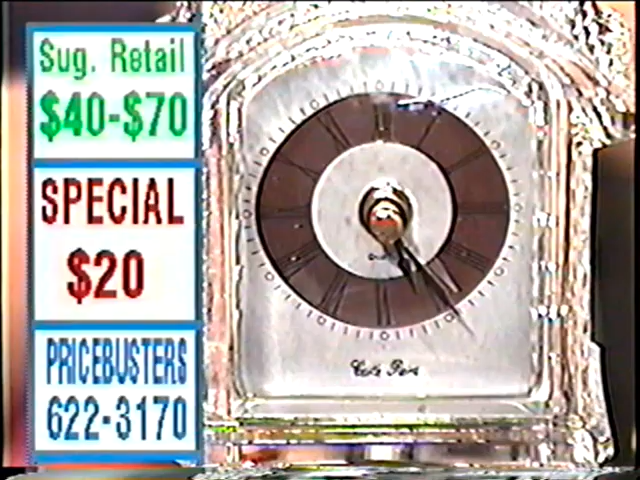 Sug. Retail
$40-$70
SPECIAL
$20
PRICEBUSTERS
622-3170